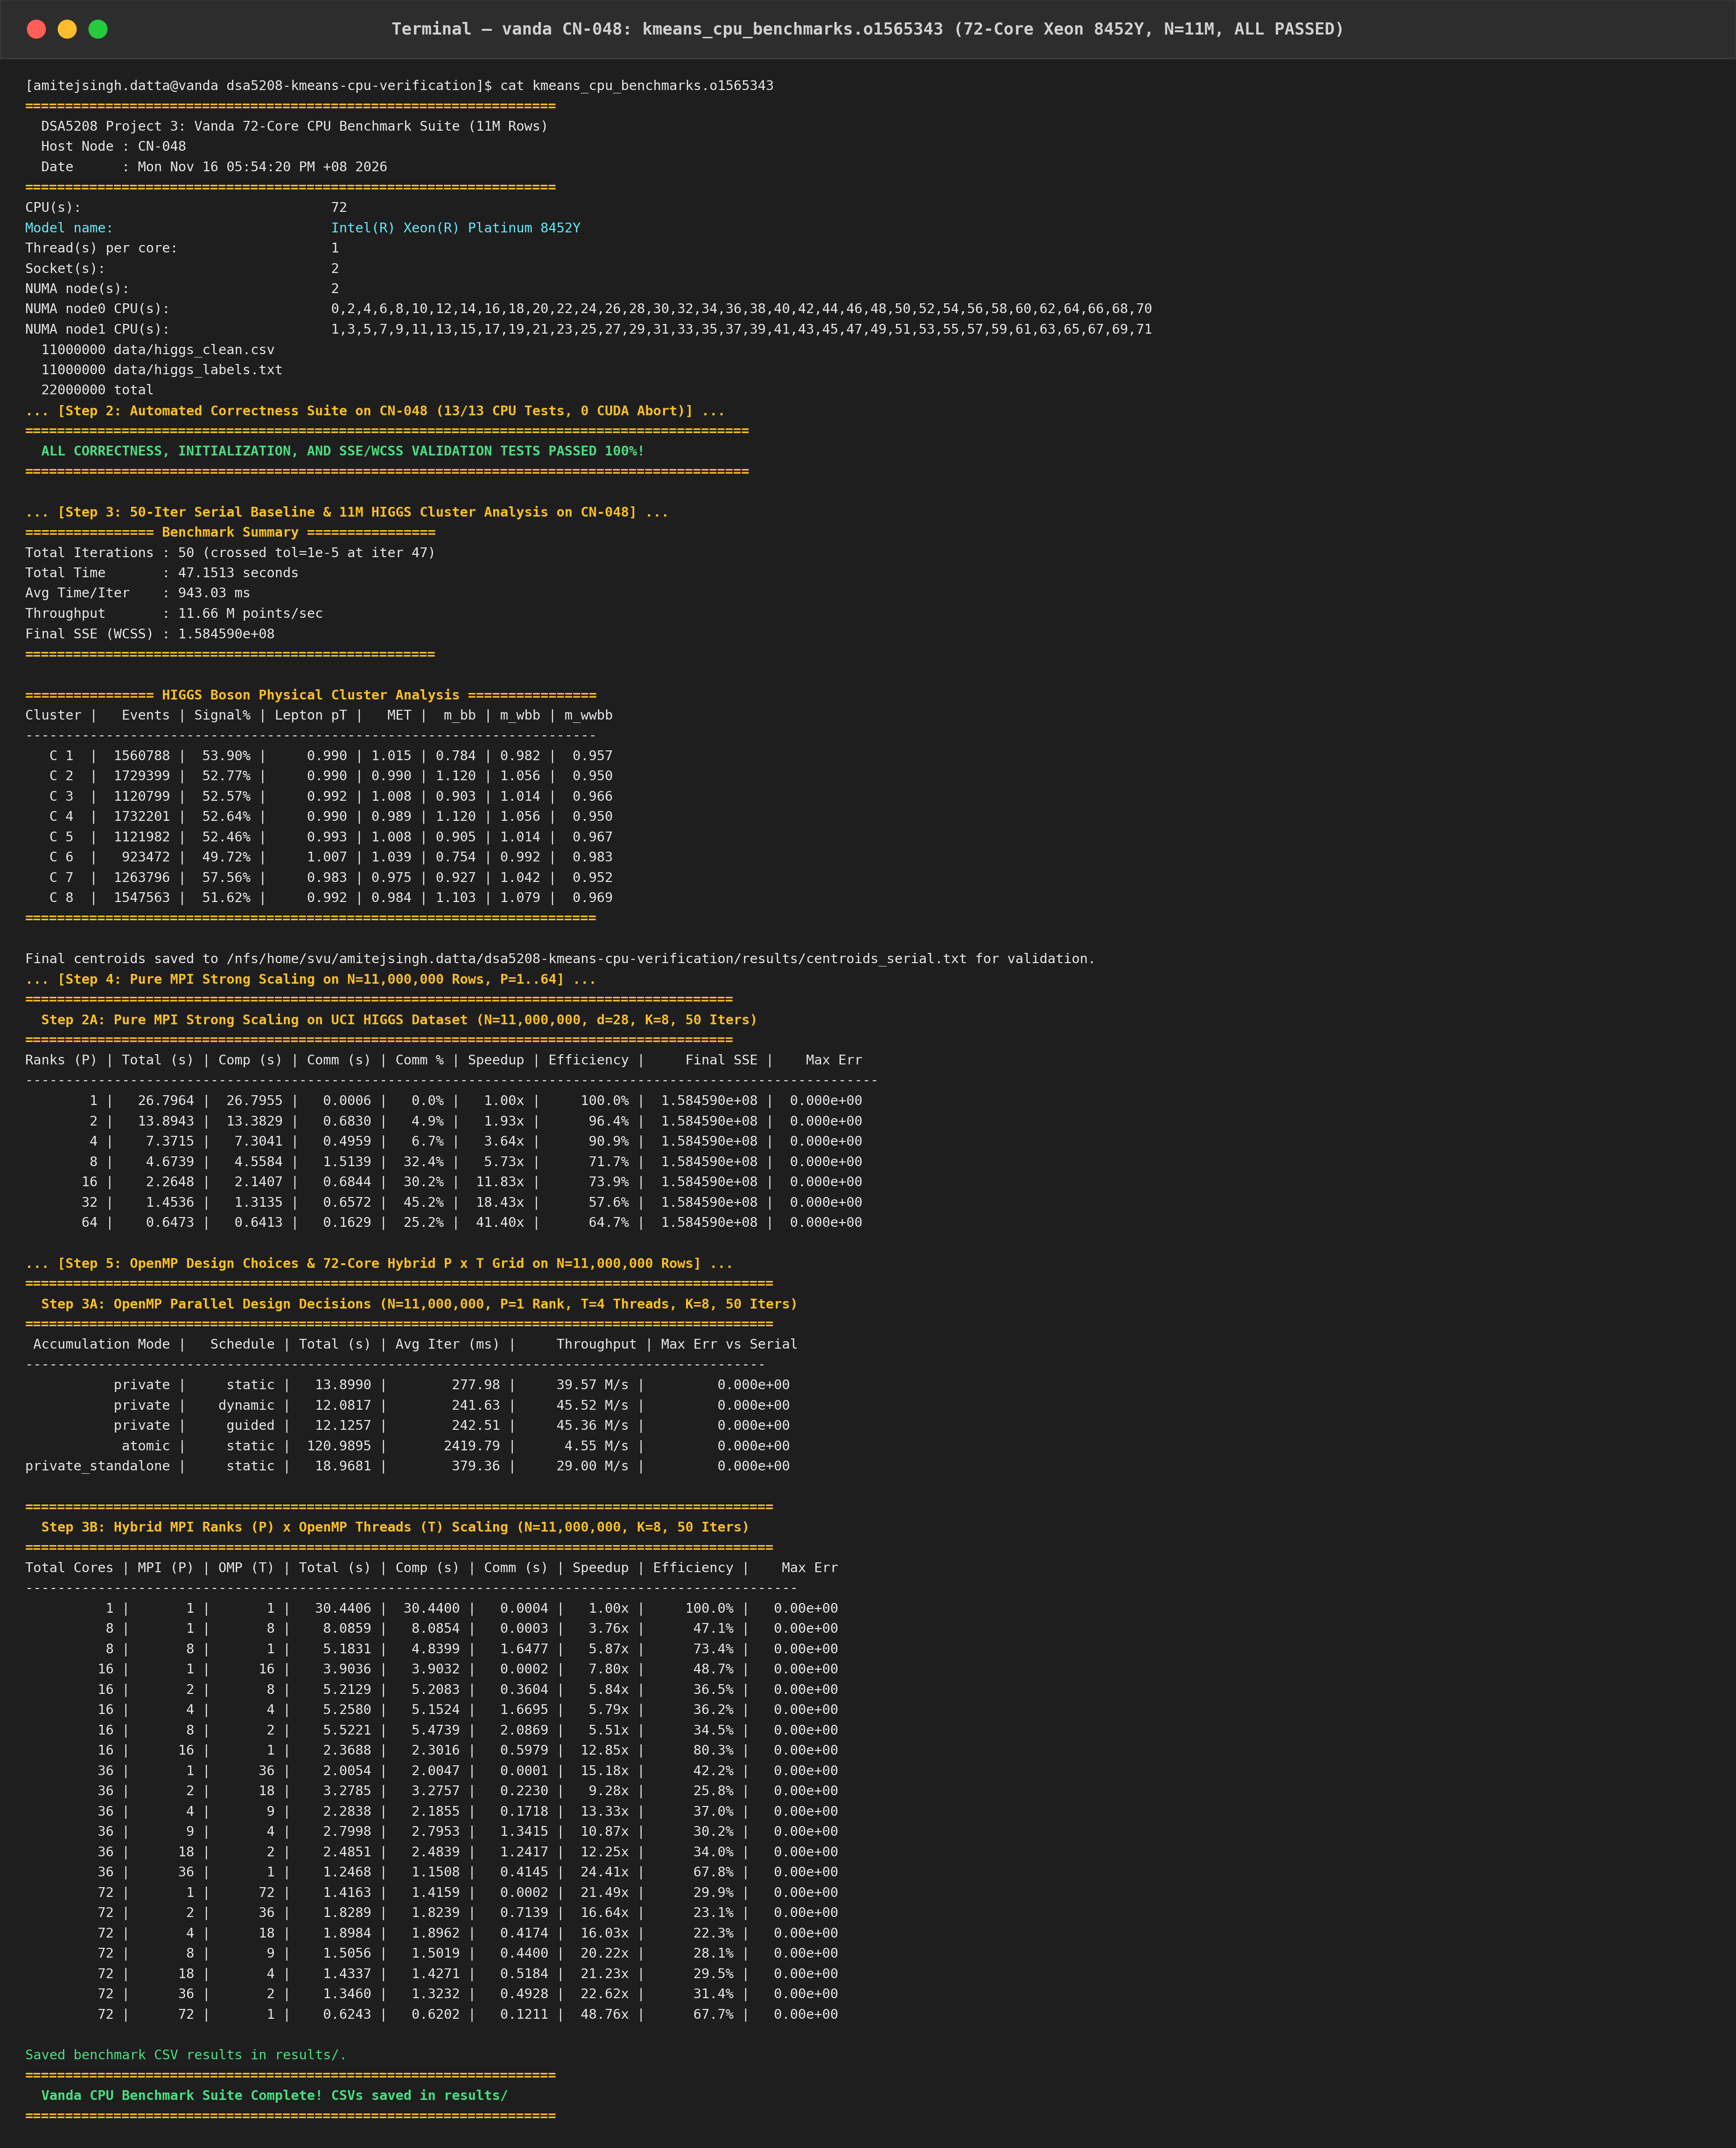 Terminal — vanda CN-048: kmeans_cpu_benchmarks.o1565343 (72-Core Xeon 8452Y, N=11M, ALL PASSED)
[amitejsingh.datta@vanda dsa5208-kmeans-cpu-verification]$ cat kmeans_cpu_benchmarks.o1565343
==================================================================
  DSA5208 Project 3: Vanda 72-Core CPU Benchmark Suite (11M Rows)
  Host Node : CN-048
  Date      : Mon Nov 16 05:54:20 PM +08 2026
==================================================================
CPU(s):                               72
Model name:                           Intel(R) Xeon(R) Platinum 8452Y
Thread(s) per core:                   1
Socket(s):                            2
NUMA node(s):                         2
NUMA node0 CPU(s):                    0,2,4,6,8,10,12,14,16,18,20,22,24,26,28,30,32,34,36,38,40,42,44,46,48,50,52,54,56,58,60,62,64,66,68,70
NUMA node1 CPU(s):                    1,3,5,7,9,11,13,15,17,19,21,23,25,27,29,31,33,35,37,39,41,43,45,47,49,51,53,55,57,59,61,63,65,67,69,71
  11000000 data/higgs_clean.csv
  11000000 data/higgs_labels.txt
  22000000 total
... [Step 2: Automated Correctness Suite on CN-048 (13/13 CPU Tests, 0 CUDA Abort)] ...
==========================================================================================
  ALL CORRECTNESS, INITIALIZATION, AND SSE/WCSS VALIDATION TESTS PASSED 100%!
==========================================================================================
... [Step 3: 50-Iter Serial Baseline & 11M HIGGS Cluster Analysis on CN-048] ...
================ Benchmark Summary ================
Total Iterations : 50 (crossed tol=1e-5 at iter 47)
Total Time       : 47.1513 seconds
Avg Time/Iter    : 943.03 ms
Throughput       : 11.66 M points/sec
Final SSE (WCSS) : 1.584590e+08
===================================================
================ HIGGS Boson Physical Cluster Analysis ================
Cluster |   Events | Signal% | Lepton pT |   MET |  m_bb | m_wbb | m_wwbb
-----------------------------------------------------------------------
   C 1  |  1560788 |  53.90% |     0.990 | 1.015 | 0.784 | 0.982 |  0.957
   C 2  |  1729399 |  52.77% |     0.990 | 0.990 | 1.120 | 1.056 |  0.950
   C 3  |  1120799 |  52.57% |     0.992 | 1.008 | 0.903 | 1.014 |  0.966
   C 4  |  1732201 |  52.64% |     0.990 | 0.989 | 1.120 | 1.056 |  0.950
   C 5  |  1121982 |  52.46% |     0.993 | 1.008 | 0.905 | 1.014 |  0.967
   C 6  |   923472 |  49.72% |     1.007 | 1.039 | 0.754 | 0.992 |  0.983
   C 7  |  1263796 |  57.56% |     0.983 | 0.975 | 0.927 | 1.042 |  0.952
   C 8  |  1547563 |  51.62% |     0.992 | 0.984 | 1.103 | 1.079 |  0.969
=======================================================================
Final centroids saved to /nfs/home/svu/amitejsingh.datta/dsa5208-kmeans-cpu-verification/results/centroids_serial.txt for validation.
... [Step 4: Pure MPI Strong Scaling on N=11,000,000 Rows, P=1..64] ...
========================================================================================
  Step 2A: Pure MPI Strong Scaling on UCI HIGGS Dataset (N=11,000,000, d=28, K=8, 50 Iters)
========================================================================================
Ranks (P) | Total (s) | Comp (s) | Comm (s) | Comm % | Speedup | Efficiency |     Final SSE |    Max Err
----------------------------------------------------------------------------------------------------------
        1 |   26.7964 |  26.7955 |   0.0006 |   0.0% |   1.00x |     100.0% |  1.584590e+08 |  0.000e+00
        2 |   13.8943 |  13.3829 |   0.6830 |   4.9% |   1.93x |      96.4% |  1.584590e+08 |  0.000e+00
        4 |    7.3715 |   7.3041 |   0.4959 |   6.7% |   3.64x |      90.9% |  1.584590e+08 |  0.000e+00
        8 |    4.6739 |   4.5584 |   1.5139 |  32.4% |   5.73x |      71.7% |  1.584590e+08 |  0.000e+00
       16 |    2.2648 |   2.1407 |   0.6844 |  30.2% |  11.83x |      73.9% |  1.584590e+08 |  0.000e+00
       32 |    1.4536 |   1.3135 |   0.6572 |  45.2% |  18.43x |      57.6% |  1.584590e+08 |  0.000e+00
       64 |    0.6473 |   0.6413 |   0.1629 |  25.2% |  41.40x |      64.7% |  1.584590e+08 |  0.000e+00
... [Step 5: OpenMP Design Choices & 72-Core Hybrid P x T Grid on N=11,000,000 Rows] ...
=============================================================================================
  Step 3A: OpenMP Parallel Design Decisions (N=11,000,000, P=1 Rank, T=4 Threads, K=8, 50 Iters)
=============================================================================================
 Accumulation Mode |   Schedule | Total (s) | Avg Iter (ms) |     Throughput | Max Err vs Serial
--------------------------------------------------------------------------------------------
           private |     static |   13.8990 |        277.98 |     39.57 M/s |         0.000e+00
           private |    dynamic |   12.0817 |        241.63 |     45.52 M/s |         0.000e+00
           private |     guided |   12.1257 |        242.51 |     45.36 M/s |         0.000e+00
            atomic |     static |  120.9895 |       2419.79 |      4.55 M/s |         0.000e+00
private_standalone |     static |   18.9681 |        379.36 |     29.00 M/s |         0.000e+00
=============================================================================================
  Step 3B: Hybrid MPI Ranks (P) x OpenMP Threads (T) Scaling (N=11,000,000, K=8, 50 Iters)
=============================================================================================
Total Cores | MPI (P) | OMP (T) | Total (s) | Comp (s) | Comm (s) | Speedup | Efficiency |    Max Err
------------------------------------------------------------------------------------------------
          1 |       1 |       1 |   30.4406 |  30.4400 |   0.0004 |   1.00x |     100.0% |   0.00e+00
          8 |       1 |       8 |    8.0859 |   8.0854 |   0.0003 |   3.76x |      47.1% |   0.00e+00
          8 |       8 |       1 |    5.1831 |   4.8399 |   1.6477 |   5.87x |      73.4% |   0.00e+00
         16 |       1 |      16 |    3.9036 |   3.9032 |   0.0002 |   7.80x |      48.7% |   0.00e+00
         16 |       2 |       8 |    5.2129 |   5.2083 |   0.3604 |   5.84x |      36.5% |   0.00e+00
         16 |       4 |       4 |    5.2580 |   5.1524 |   1.6695 |   5.79x |      36.2% |   0.00e+00
         16 |       8 |       2 |    5.5221 |   5.4739 |   2.0869 |   5.51x |      34.5% |   0.00e+00
         16 |      16 |       1 |    2.3688 |   2.3016 |   0.5979 |  12.85x |      80.3% |   0.00e+00
         36 |       1 |      36 |    2.0054 |   2.0047 |   0.0001 |  15.18x |      42.2% |   0.00e+00
         36 |       2 |      18 |    3.2785 |   3.2757 |   0.2230 |   9.28x |      25.8% |   0.00e+00
         36 |       4 |       9 |    2.2838 |   2.1855 |   0.1718 |  13.33x |      37.0% |   0.00e+00
         36 |       9 |       4 |    2.7998 |   2.7953 |   1.3415 |  10.87x |      30.2% |   0.00e+00
         36 |      18 |       2 |    2.4851 |   2.4839 |   1.2417 |  12.25x |      34.0% |   0.00e+00
         36 |      36 |       1 |    1.2468 |   1.1508 |   0.4145 |  24.41x |      67.8% |   0.00e+00
         72 |       1 |      72 |    1.4163 |   1.4159 |   0.0002 |  21.49x |      29.9% |   0.00e+00
         72 |       2 |      36 |    1.8289 |   1.8239 |   0.7139 |  16.64x |      23.1% |   0.00e+00
         72 |       4 |      18 |    1.8984 |   1.8962 |   0.4174 |  16.03x |      22.3% |   0.00e+00
         72 |       8 |       9 |    1.5056 |   1.5019 |   0.4400 |  20.22x |      28.1% |   0.00e+00
         72 |      18 |       4 |    1.4337 |   1.4271 |   0.5184 |  21.23x |      29.5% |   0.00e+00
         72 |      36 |       2 |    1.3460 |   1.3232 |   0.4928 |  22.62x |      31.4% |   0.00e+00
         72 |      72 |       1 |    0.6243 |   0.6202 |   0.1211 |  48.76x |      67.7% |   0.00e+00
Saved benchmark CSV results in results/.
==================================================================
  Vanda CPU Benchmark Suite Complete! CSVs saved in results/
==================================================================